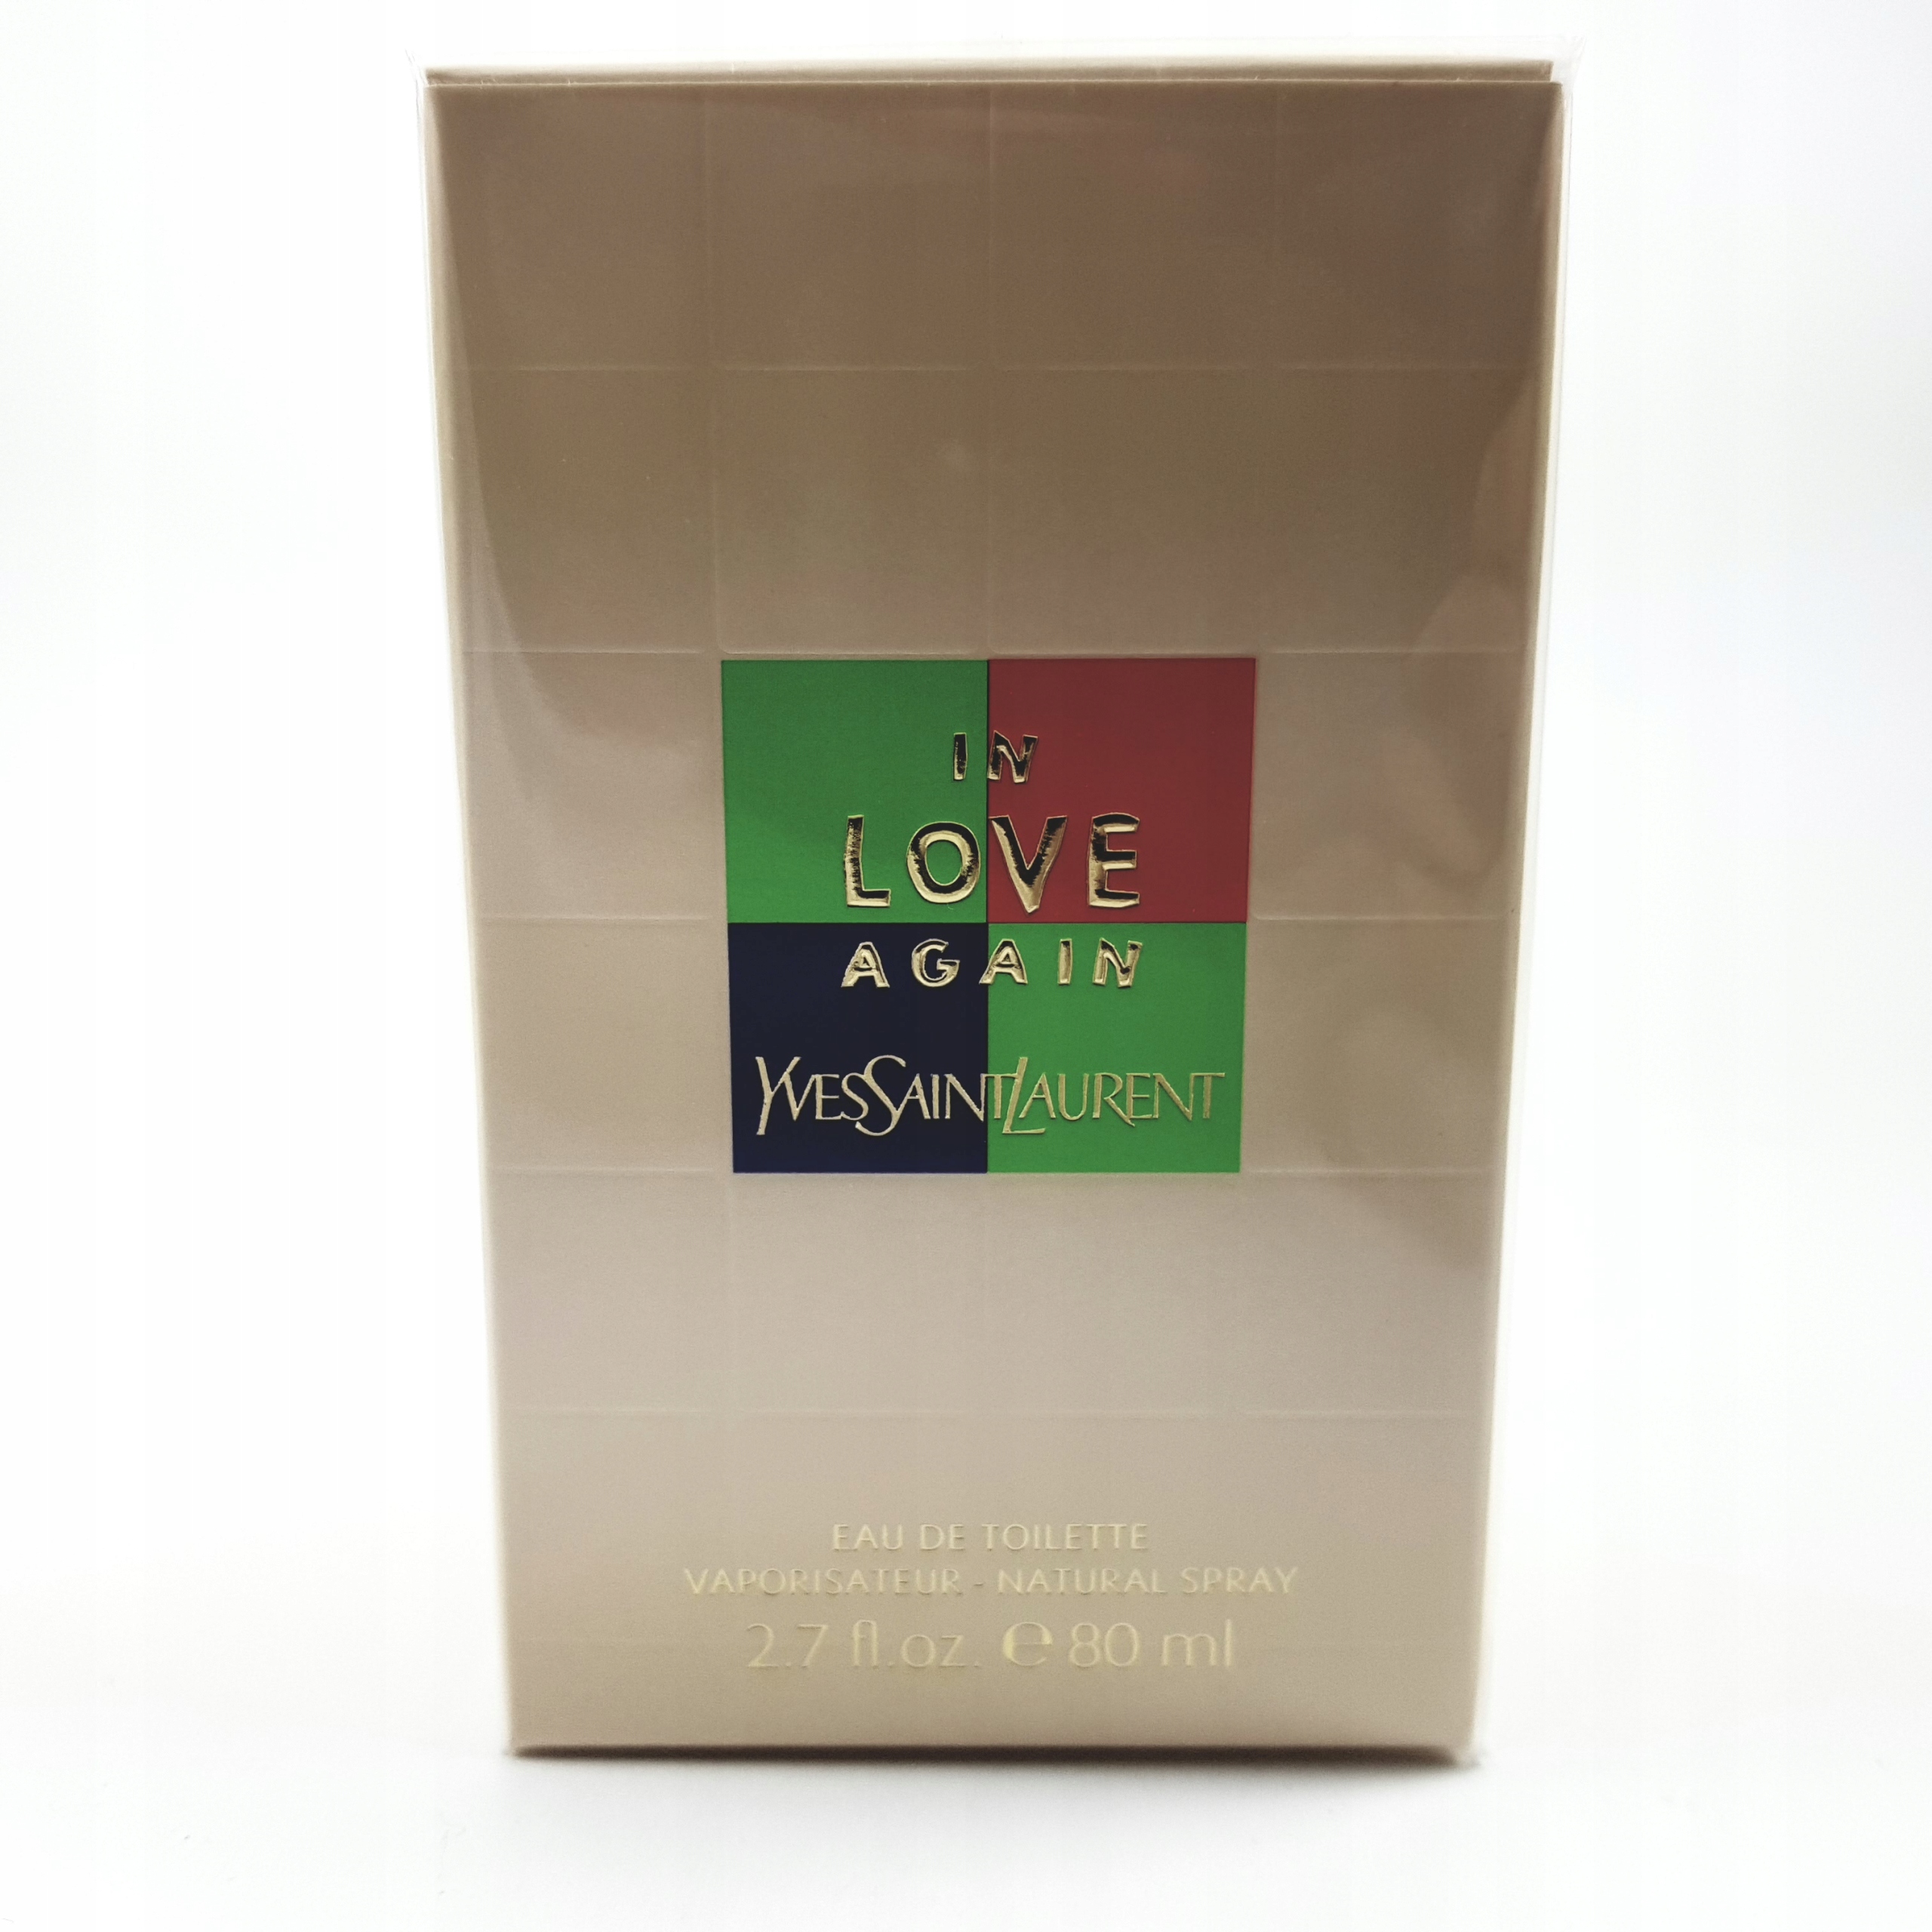 IN
LOVE
AGAIN
YVESSAINTLAURENT
EAU DE TOILETTE
VAPORISATEUR - NATURAL SPRAY
2.7 fl.oz. e 80 ml